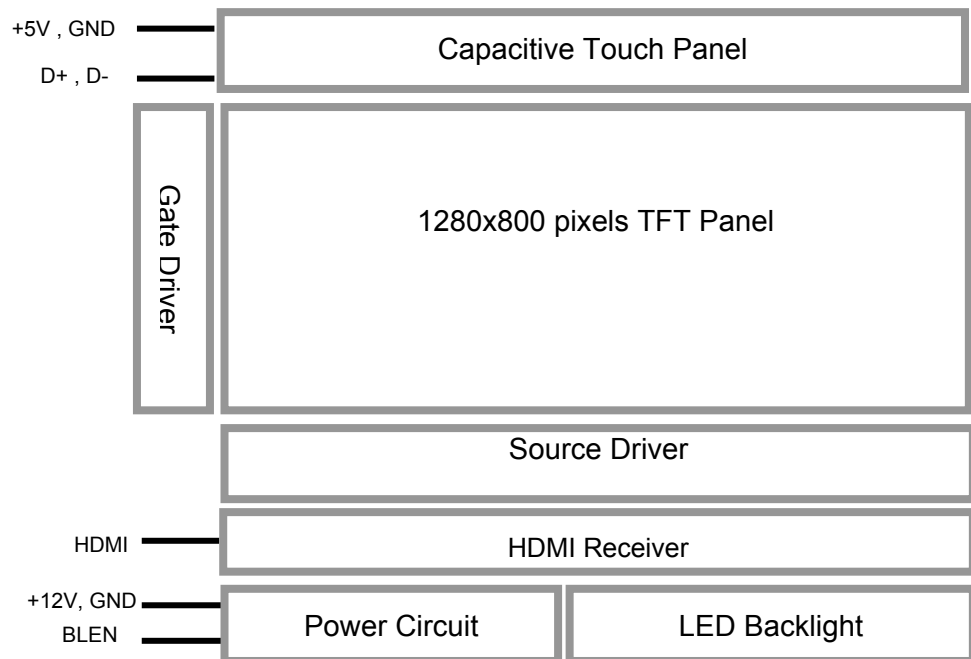 +5V , GND
Capacitive Touch Panel
D+ , D-
Gate Driver
1280x800 pixels TFT Panel
Source Driver
HDMI
HDMI Receiver
+12V, GND
BLEN
Power Circuit
LED Backlight